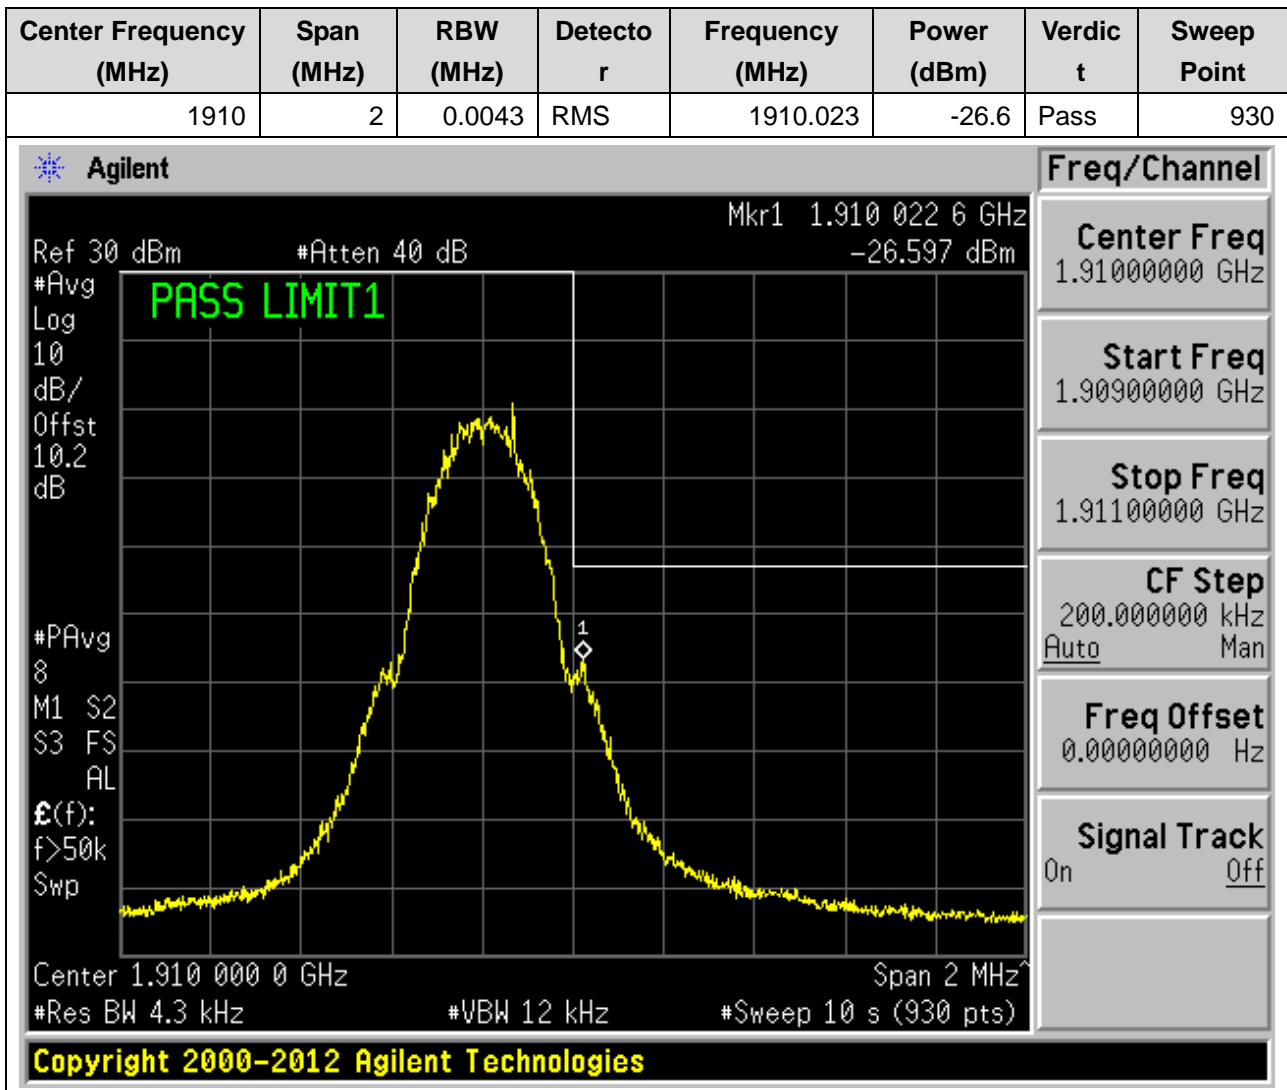 Center Frequency (MHz) Span (MHz) RBW (MHz) Detecto r Frequency (MHz) Power (dBm) Verdic t Sweep Point
1910 2 0.0043 RMS 1910.023 -26.6 Pass 930
Agilent
Freq/Channel
Mkr1 1.910 022 6 GHz
Ref 30 dBm #Atten 40 dB -26.597 dBm
#Avg
Log
10
dB/
Offst
10.2
dB
PASS LIMIT1
1
#PAvg
8
M1 S2
S3 FS
AL
£(f):
f>50k
Swp
Center 1.910 000 0 GHz Span 2 MHz^
#Res BW 4.3 kHz #VBW 12 kHz #Sweep 10 s (930 pts)
Center Freq
1.91000000 GHz
Start Freq
1.90900000 GHz
Stop Freq
1.91100000 GHz
CF Step
200.000000 kHz
Auto Man
Freq Offset
0.00000000 Hz
Signal Track
On Off
Copyright 2000-2012 Agilent Technologies